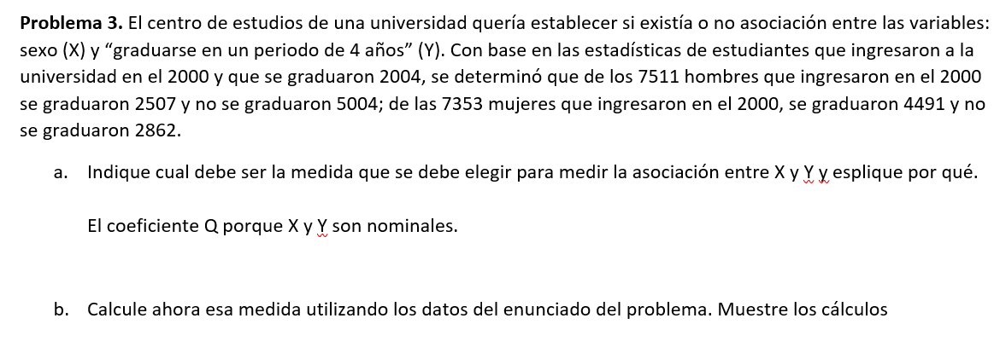 Problema 3. El centro de estudios de una universidad quería establecer si existía o no asociación entre las variables:
sexo (X) y “graduarse en un periodo de 4 años” (Y). Con base en las estadísticas de estudiantes que ingresaron a la
universidad en el 2000 y que se graduaron 2004, se determinó que de los 7511 hombres que ingresaron en el 2000
se graduaron 2507 y no se graduaron 5004; de las 7353 mujeres que ingresaron en el 2000, se graduaron 4491 y no
se graduaron 2862.
a. Indique cual debe ser la medida que se debe elegir para medir la asociación entre X y Y y esplique por qué.
El coeficiente Q porque X y Y son nominales.
b. Calcule ahora esa medida utilizando los datos del enunciado del problema. Muestre los cálculos